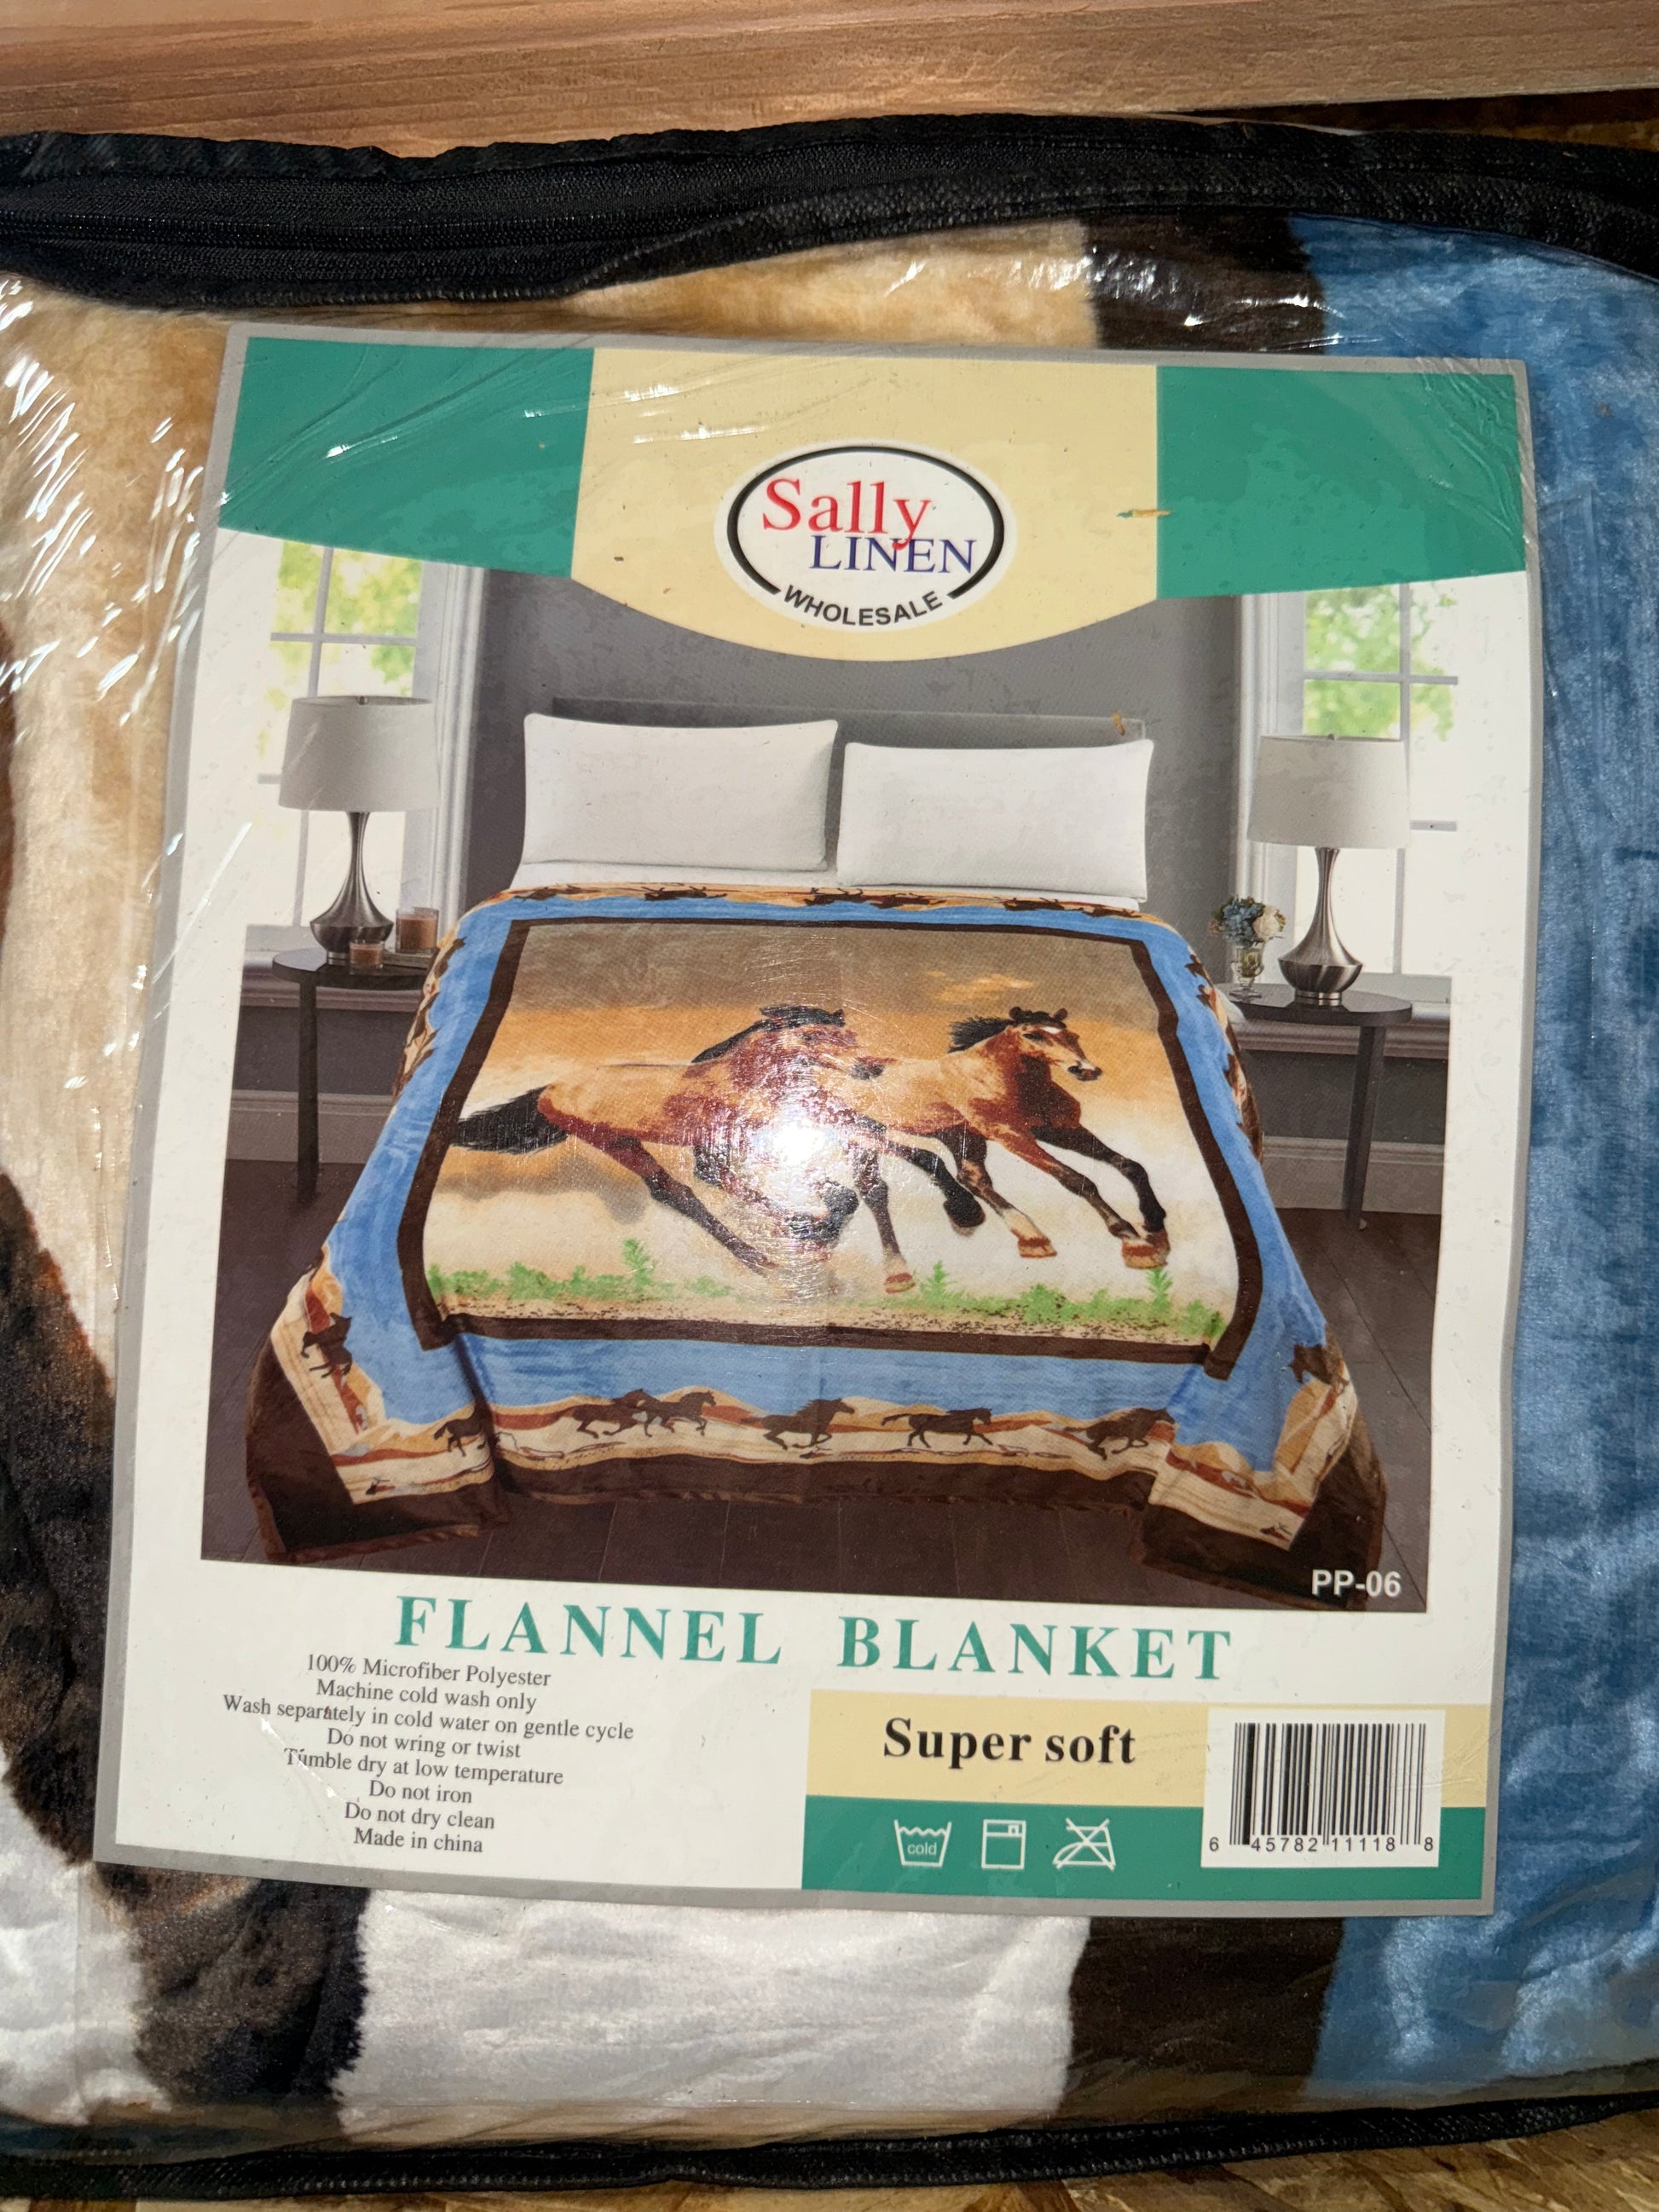 Sally
LINEN
WHOLESALE
PP-06
FLANNEL BLANKET
100% Microfiber Polyester
Machine cold wash only
Wash separately in cold water on gentle cycle
Do not wring or twist
Tumble dry at low temperature
Do not iron
Do not dry clean
Made in china
Super soft
cold
6 45782 11118 8